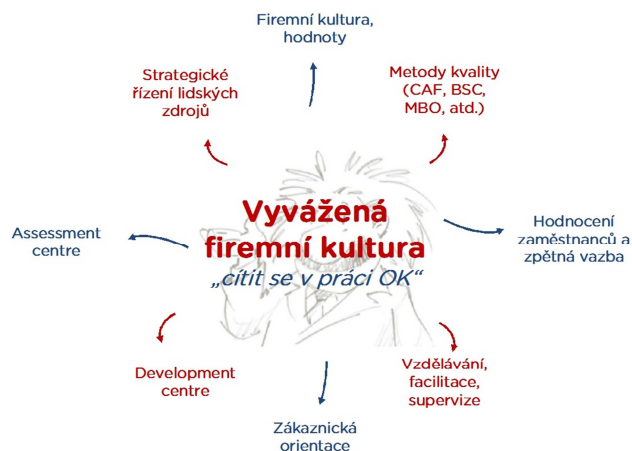 Firemní kultura,
hodnoty
Strategické
řízení lidských
zdrojů
Metody kvality
(CAF, BSC,
MBO, atd.)
Assessment
centre
Vyvážená
firemní kultura
„cítit se v práci OK“
Hodnocení
zaměstnanců a
zpětná vazba
Development
centre
Vzdělávání,
facilitace,
supervize
Zákaznická
orientace